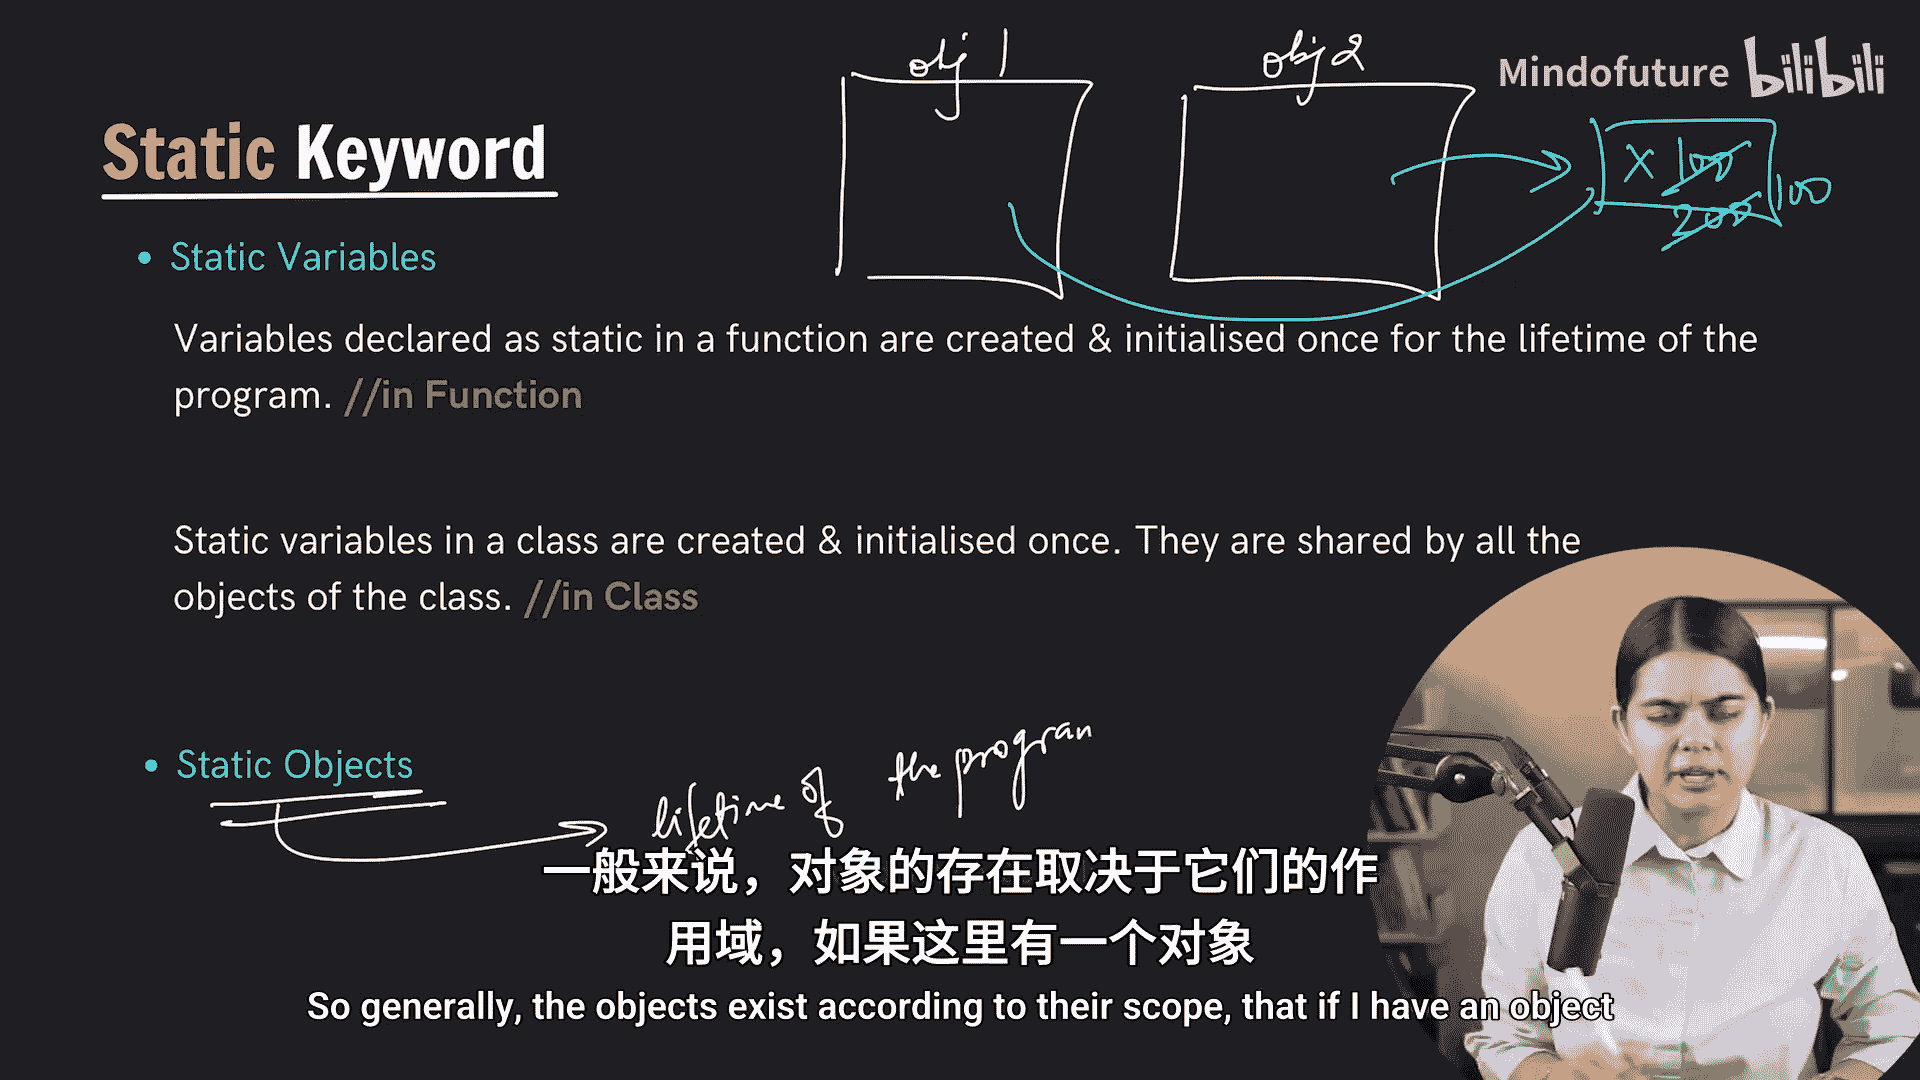 obj 1
obj 2
Mindofuture bilibili
Static Keyword
X 100
200 100
• Static Variables
Variables declared as static in a function are created & initialised once for the lifetime of the
program. //in Function
Static variables in a class are created & initialised once. They are shared by all the
objects of the class. //in Class
• Static Objects
lifetime of the program
一般来说，对象的存在取决于它们的作
用域，如果这里有一个对象
So generally, the objects exist according to their scope, that if I have an object